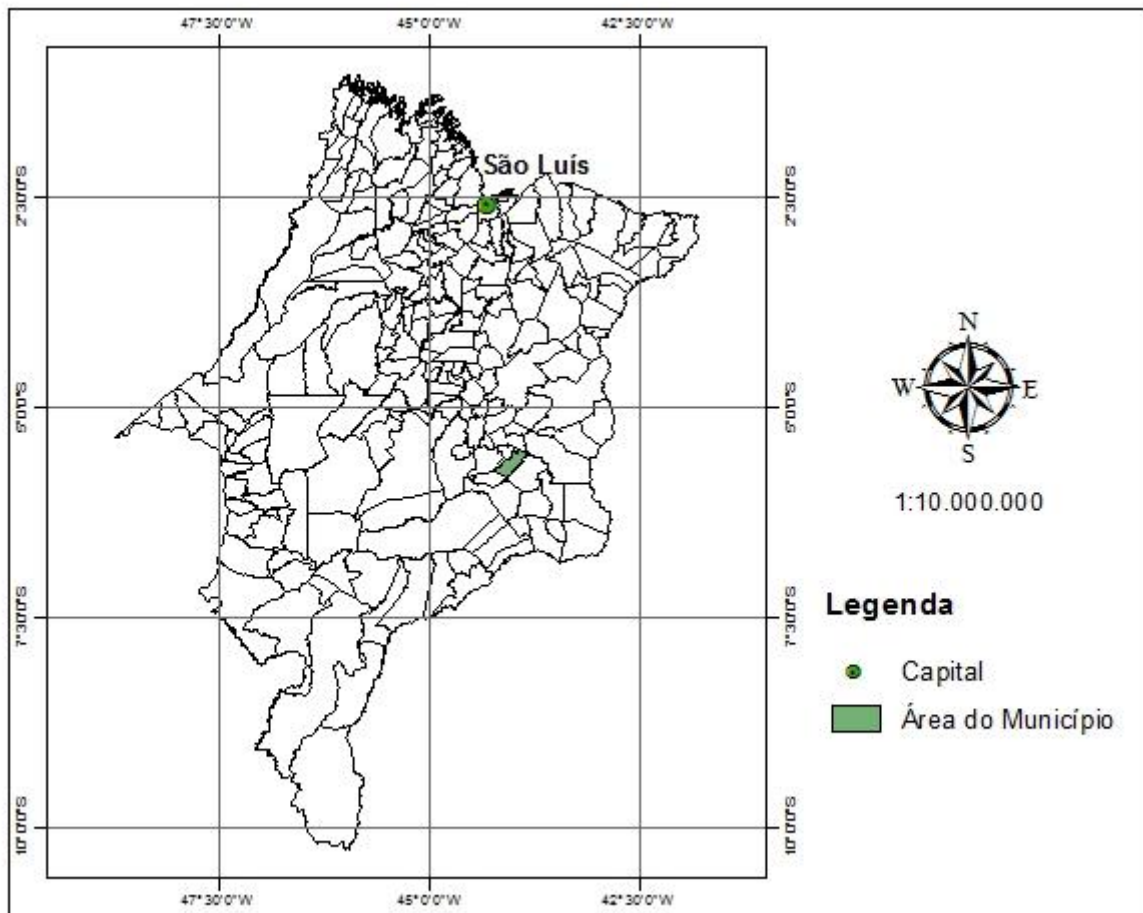 47°30'0"W 45°0'0"W 42°30'0"W
São Luís
2°30'0"S 2°30'0"S
N
W E
S
5°0'0"S 5°0'0"S
1:10.000.000
Legenda
Capital
Área do Município
7°30'0"S 7°30'0"S
10°0'0"S 10°0'0"S
47°30'0"W 45°0'0"W 42°30'0"W